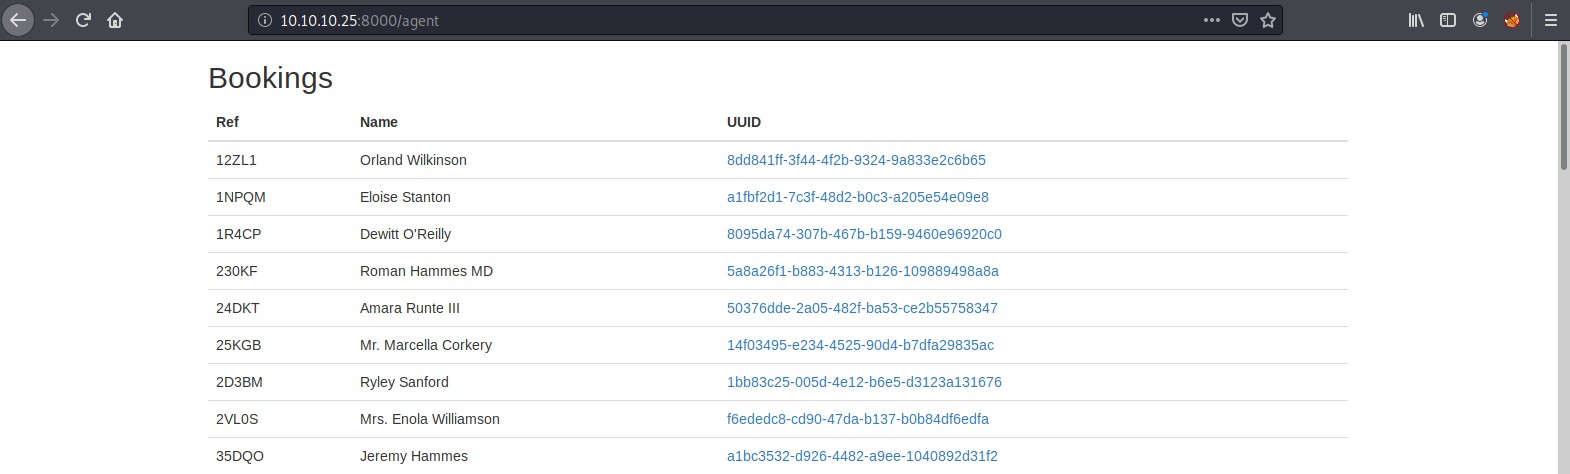 10.10.10.25:8000/agent
Bookings
Ref Name UUID
12ZL1 Orland Wilkinson 8dd841ff-3f44-4f2b-9324-9a833e2c6b65
1NPQM Eloise Stanton a1fbf2d1-7c3f-48d2-b0c3-a205e54e09e8
1R4CP Dewitt O'Reilly 8095da74-307b-467b-b159-9460e96920c0
230KF Roman Hammes MD 5a8a26f1-b883-4313-b126-109889498a8a
24DKT Amara Runte III 50376dde-2a05-482f-ba53-ce2b55758347
25KGB Mr. Marcella Corkery 14f03495-e234-4525-90d4-b7dfa29835ac
2D3BM Ryley Sanford 1bb83c25-005d-4e12-b6e5-d3123a131676
2VL0S Mrs. Enola Williamson f6ededc8-cd90-47da-b137-b0b84df6edfa
35DQO Jeremy Hammes a1bc3532-d926-4482-a9ee-1040892d31f2